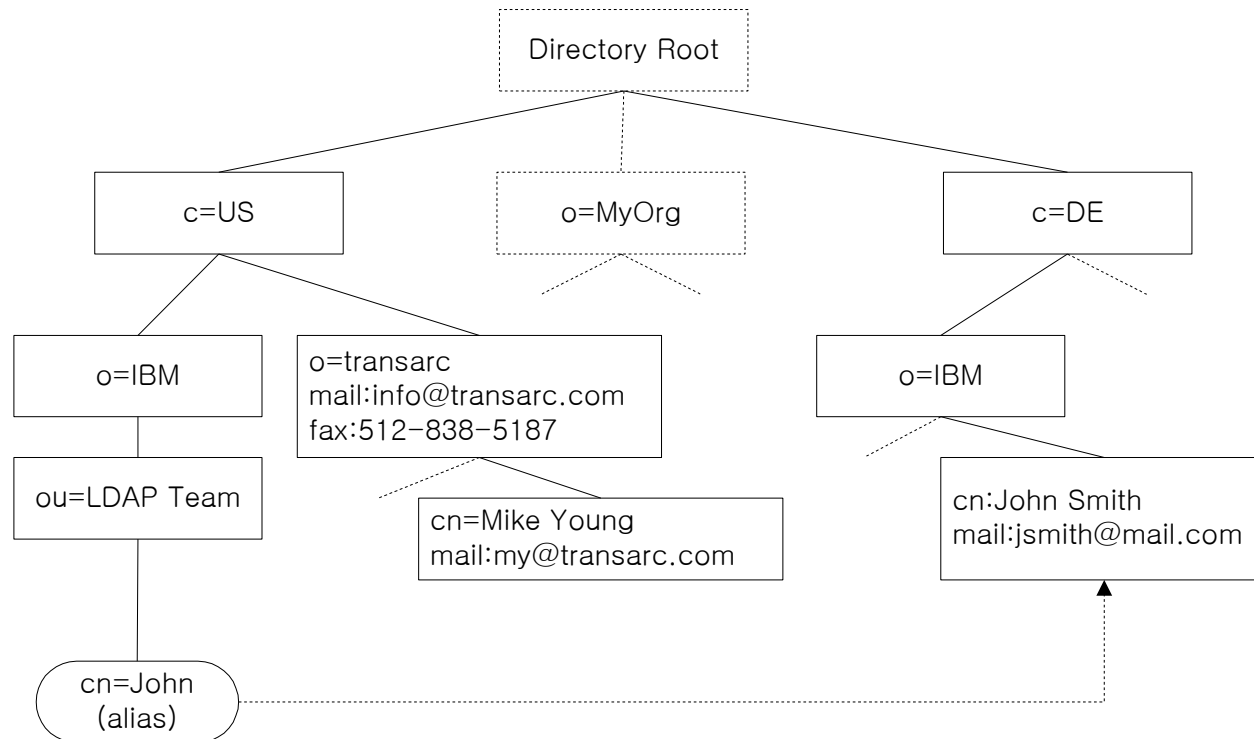 Directory Root
c=US
o=MyOrg
c=DE
o=IBM
o=transarc
mail:info@transarc.com
fax:512-838-5187
o=IBM
ou=LDAP Team
cn=Mike Young
mail:my@transarc.com
cn:John Smith
mail:jsmith@mail.com
cn=John
(alias)